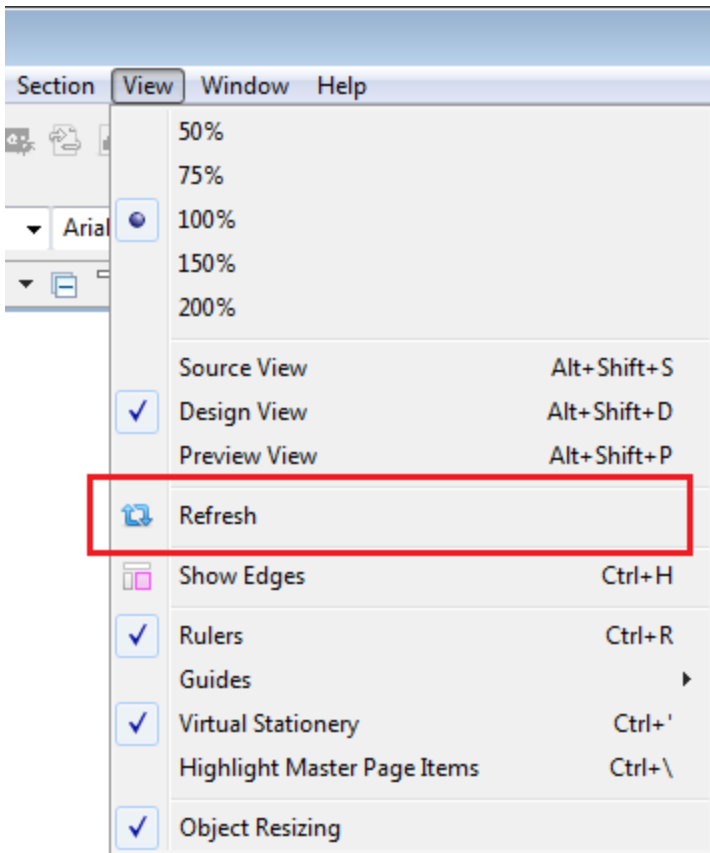 Section View Window Help
50%
75%
Arial 100%
150%
200%
Source View Alt+Shift+S
Design View Alt+Shift+D
Preview View Alt+Shift+P
Refresh
Show Edges Ctrl+H
Rulers Ctrl+R
Guides
Virtual Stationery Ctrl+'
Highlight Master Page Items Ctrl+\
Object Resizing